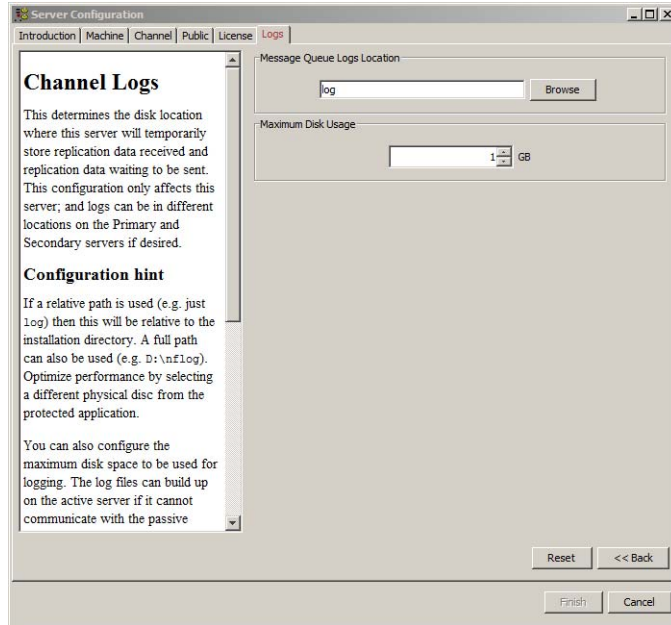 Server Configuration
Introduction Machine Channel Public License Logs
Channel Logs
This determines the disk location
where this server will temporarily
store replication data received and
replication data waiting to be sent.
This configuration only affects this
server; and logs can be in different
locations on the Primary and
Secondary servers if desired.
Configuration hint
If a relative path is used (e.g. just
log) then this will be relative to the
installation directory. A full path
can also be used (e.g. D:\nflog).
Optimize performance by selecting
a different physical disc from the
protected application.
You can also configure the
maximum disk space to be used for
logging. The log files can build up
on the active server if it cannot
communicate with the passive
Message Queue Logs Location
log Browse
Maximum Disk Usage
1 GB
Reset << Back
Finish Cancel